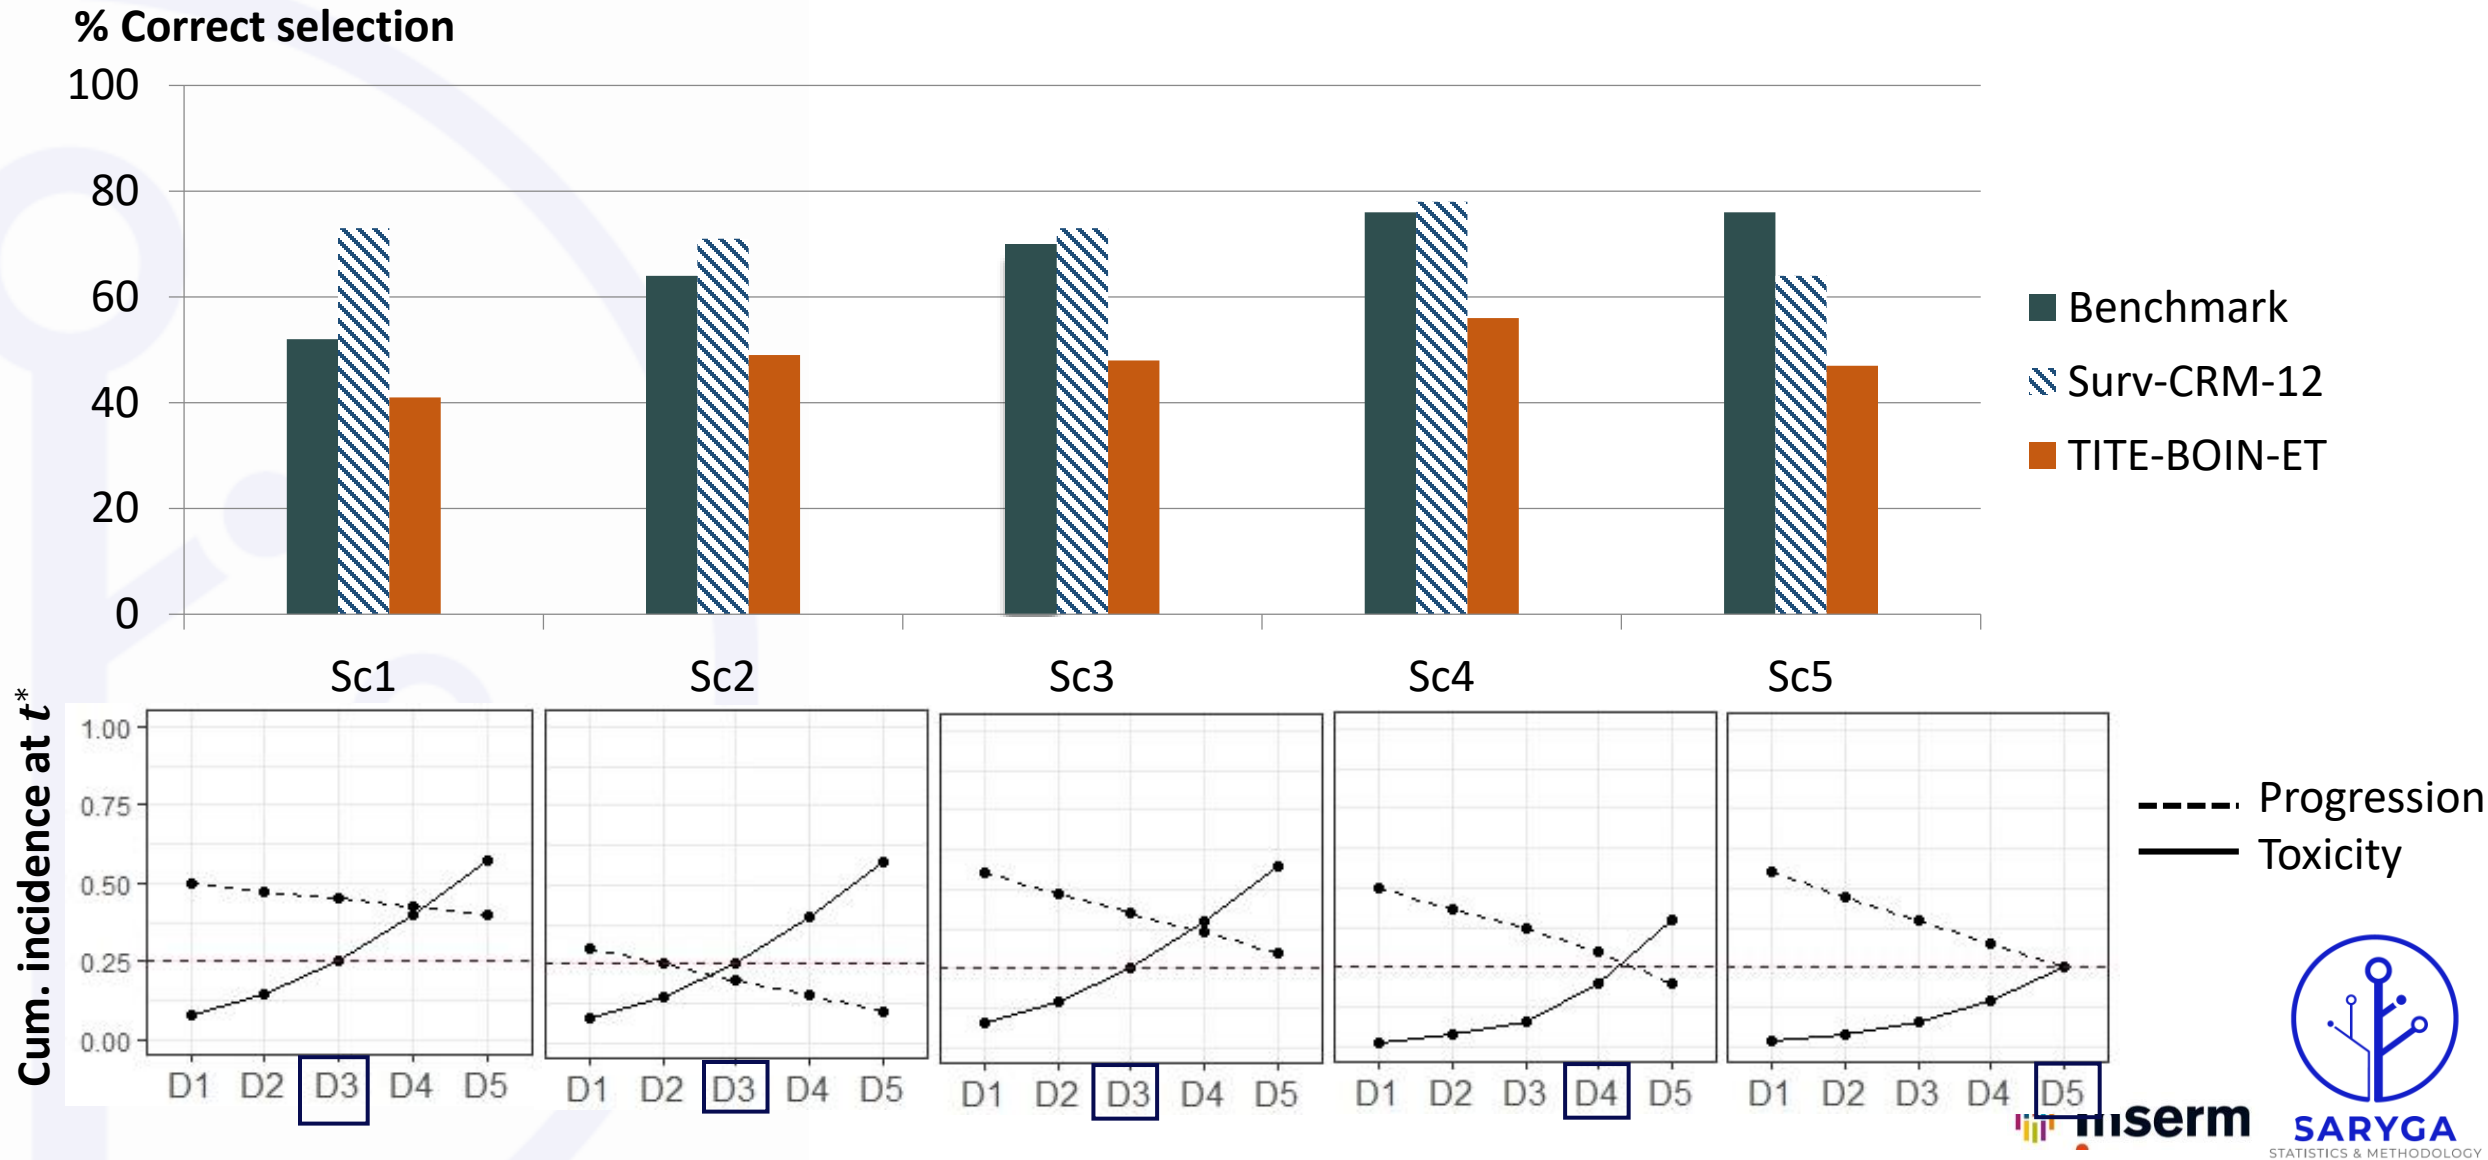 % Correct selection
100
80
60
40
20
0
Benchmark
Surv-CRM-12
TITE-BOIN-ET
Sc1 Sc2 Sc3 Sc4 Sc5
Cum. incidence at t*
1.00
0.75
0.50
0.25
0.00
D1 D2 D3 D4 D5
D1 D2 D3 D4 D5
D1 D2 D3 D4 D5
D1 D2 D3 D4 D5
D1 D2 D3 D4 D5
Progression
Toxicity
Inserm
SARYGA
STATISTICS & METHODOLOGY